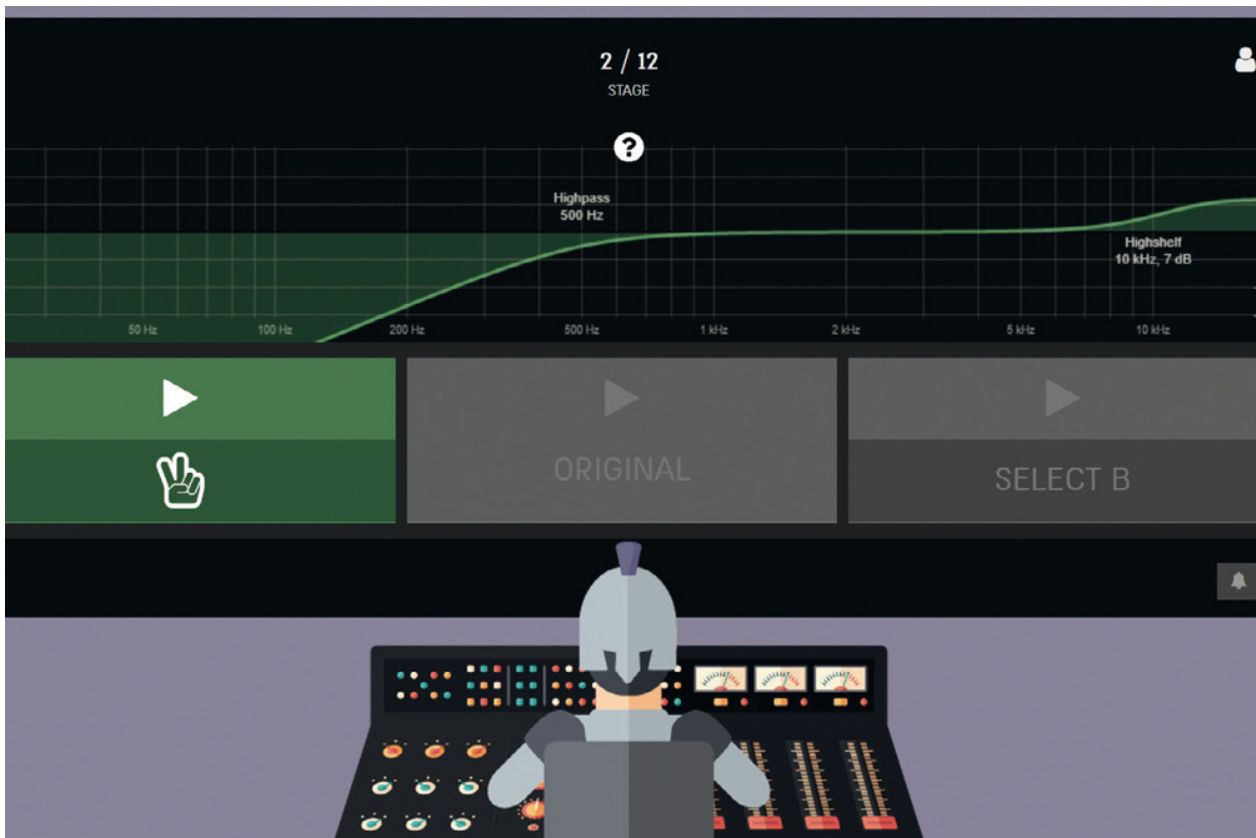 2 / 12
STAGE
?
Highpass
500 Hz
Highshelf
10 kHz, 7 dB
50 Hz
100 Hz
200 Hz
500 Hz
1 kHz
2 kHz
5 kHz
10 kHz
ORIGINAL
SELECT B